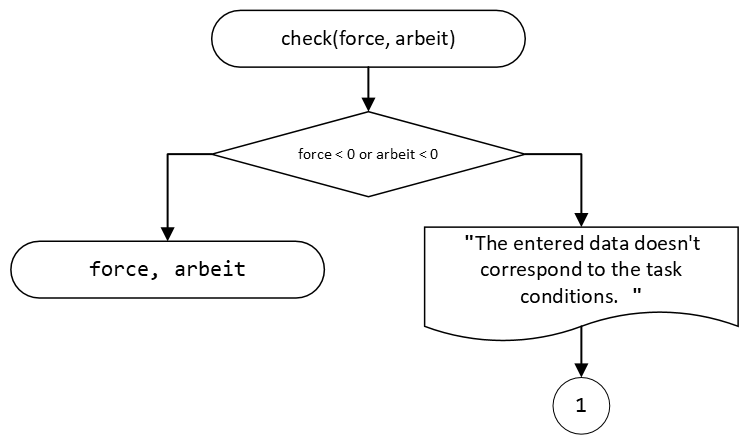 check(force, arbeit)
force < 0 or arbeit < 0
force, arbeit
"The entered data doesn't
correspond to the task
conditions.   "
1